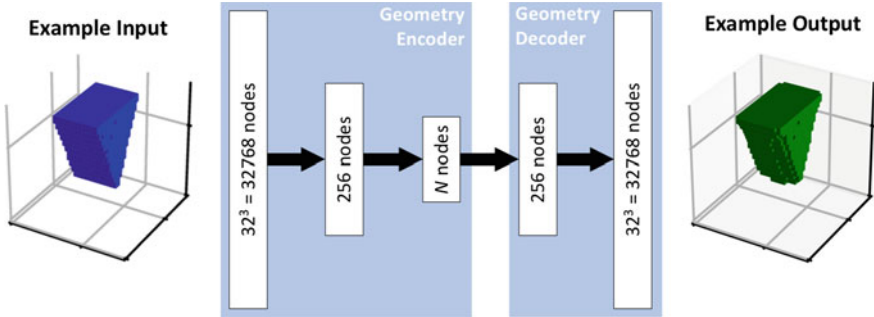 Example Input
Geometry
Encoder
Geometry
Decoder
Example Output
32³ = 32768 nodes
256 nodes
N nodes
256 nodes
32³ = 32768 nodes